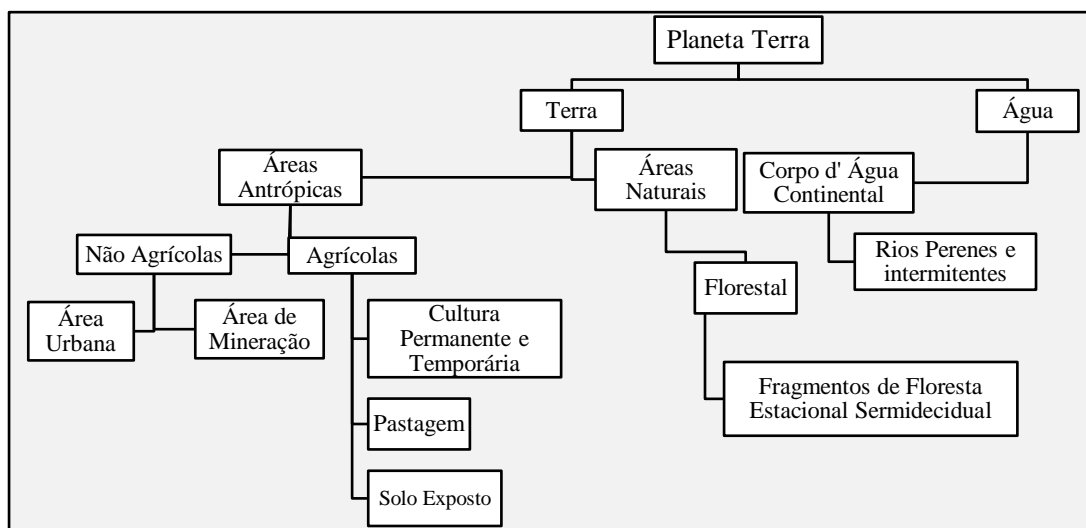 Planeta Terra
Terra
Água
Áreas
Antrópicas
Áreas
Naturais
Corpo d' Água
Continental
Não Agrícolas
Agrícolas
Rios Perenes e
intermitentes
Florestal
Área
Urbana
Área de
Mineração
Cultura
Permanente e
Temporária
Fragmentos de Floresta
Estacional Sermidecidual
Pastagem
Solo Exposto